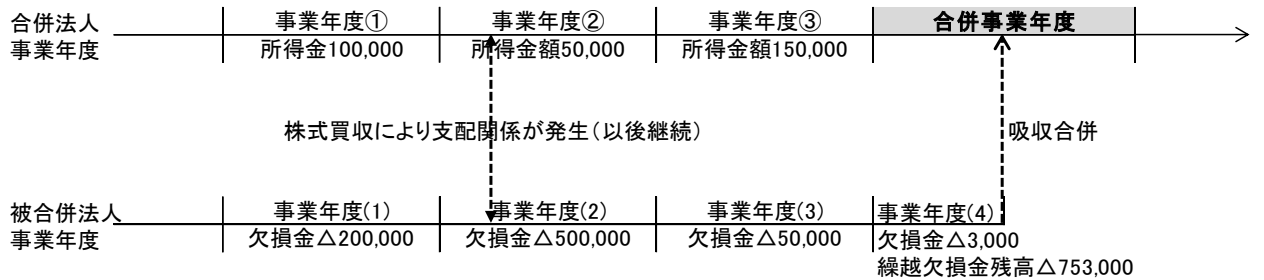 合併法人
事業年度
事業年度①
所得金100,000
事業年度②
所得金額50,000
事業年度③
所得金額150,000
合併事業年度
株式買収により支配関係が発生（以後継続）
吸収合併
被合併法人
事業年度
事業年度(1)
欠損金△200,000
事業年度(2)
欠損金△500,000
事業年度(3)
欠損金△50,000
事業年度(4)
欠損金△3,000
繰越欠損金残高△753,000